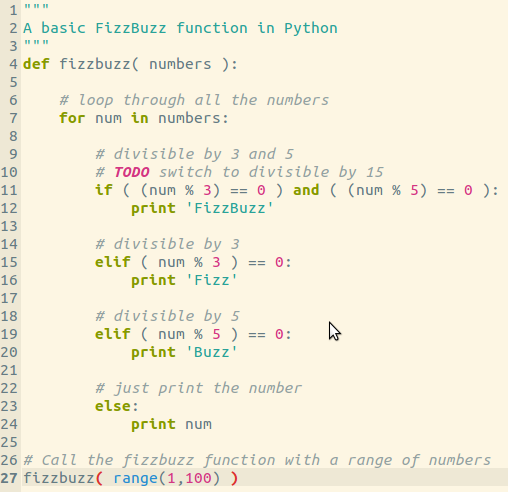 1 """
2 A basic FizzBuzz function in Python
3 """
4 def fizzbuzz( numbers ):
5
6     # loop through all the numbers
7     for num in numbers:
8
9         # divisible by 3 and 5
10         # TODO switch to divisible by 15
11         if ( (num % 3) == 0 ) and ( (num % 5) == 0 ):
12             print 'FizzBuzz'
13
14         # divisible by 3
15         elif ( num % 3 ) == 0:
16             print 'Fizz'
17
18         # divisible by 5
19         elif ( num % 5 ) == 0:
20             print 'Buzz'
21
22         # just print the number
23         else:
24             print num
25
26 # Call the fizzbuzz function with a range of numbers
27 fizzbuzz( range(1,100) )